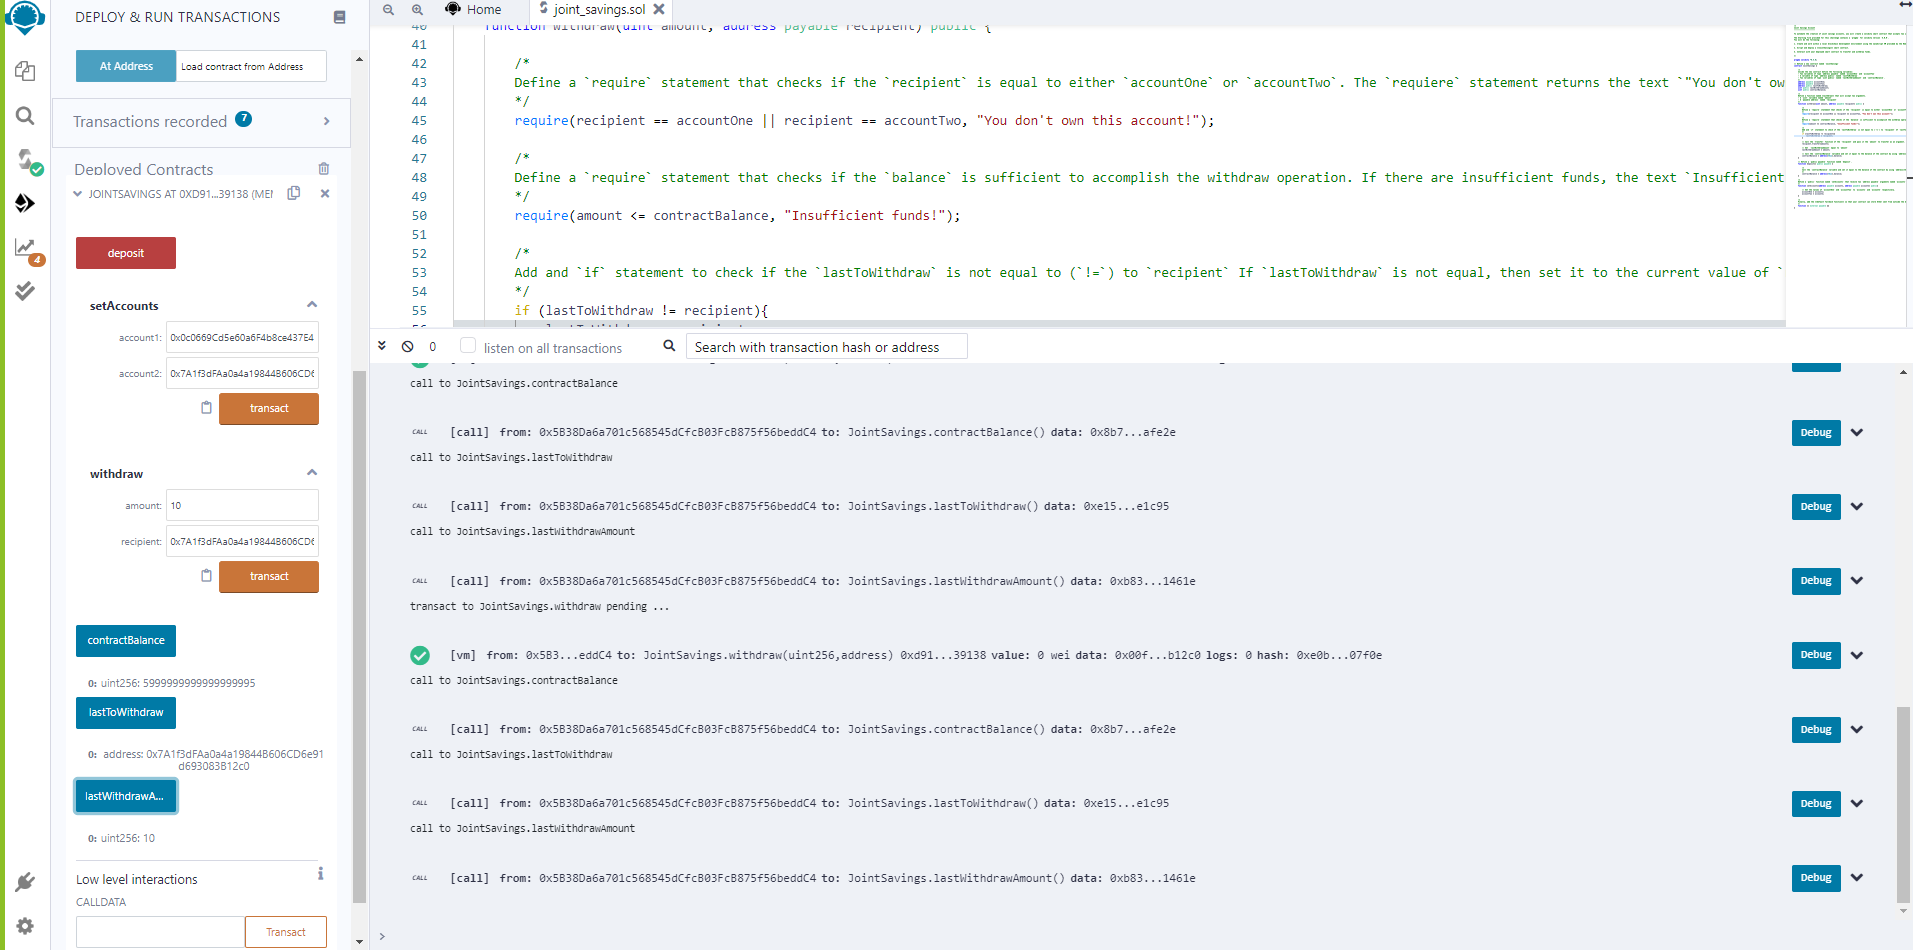 DEPLOY & RUN TRANSACTIONS
At Address
Load contract from Address
Transactions recorded 7
Deployed Contracts
JOINTSAVINGS AT 0XD91...39138 (MEM
deposit
setAccounts
account1: 0x0c0669Cd5e60a6F4b8ce437E4
account2: 0x7A1f3dFAa0a4a19844B606CD6
transact
withdraw
amount: 10
recipient: 0x7A1f3dFAa0a4a19844B606CD6
transact
contractBalance
0: uint256: 5999999999999999995
lastToWithdraw
0: address: 0x7A1f3dFAa0a4a19844B606CD6e91
d693083B12c0
lastWithdrawA...
0: uint256: 10
Low level interactions
CALLDATA
Transact
4
Home
joint_savings.sol
40 function withdraw(uint amount, address payable recipient) public {
41
42 /*
43 Define a `require` statement that checks if the `recipient` is equal to either `accountOne` or `accountTwo`. The `requiere` statement returns the text `"You don't ow
44 */
45 require(recipient == accountOne || recipient == accountTwo, "You don't own this account!");
46
47 /*
48 Define a `require` statement that checks if the `balance` is sufficient to accomplish the withdraw operation. If there are insufficient funds, the text `Insufficient
49 */
50 require(amount <= contractBalance, "Insufficient funds!");
51
52 /*
53 Add and `if` statement to check if the `lastToWithdraw` is not equal to (`!=`) to `recipient` If `lastToWithdraw` is not equal, then set it to the current value of `
54 */
55 if (lastToWithdraw != recipient){
0
listen on all transactions
Search with transaction hash or address
call to JointSavings.contractBalance
CALL [call] from: 0x5B38Da6a701c568545dCfcB03FcB875f56beddC4 to: JointSavings.contractBalance() data: 0x8b7...afe2e
Debug
call to JointSavings.lastToWithdraw
CALL [call] from: 0x5B38Da6a701c568545dCfcB03FcB875f56beddC4 to: JointSavings.lastToWithdraw() data: 0xe15...e1c95
Debug
call to JointSavings.lastWithdrawAmount
CALL [call] from: 0x5B38Da6a701c568545dCfcB03FcB875f56beddC4 to: JointSavings.lastWithdrawAmount() data: 0xb83...1461e
Debug
transact to JointSavings.withdraw pending ...
[vm] from: 0x5B3...eddC4 to: JointSavings.withdraw(uint256,address) 0xd91...39138 value: 0 wei data: 0x00f...b12c0 logs: 0 hash: 0xe0b...07f0e
Debug
call to JointSavings.contractBalance
CALL [call] from: 0x5B38Da6a701c568545dCfcB03FcB875f56beddC4 to: JointSavings.contractBalance() data: 0x8b7...afe2e
Debug
call to JointSavings.lastToWithdraw
CALL [call] from: 0x5B38Da6a701c568545dCfcB03FcB875f56beddC4 to: JointSavings.lastToWithdraw() data: 0xe15...e1c95
Debug
call to JointSavings.lastWithdrawAmount
CALL [call] from: 0x5B38Da6a701c568545dCfcB03FcB875f56beddC4 to: JointSavings.lastWithdrawAmount() data: 0xb83...1461e
Debug
>